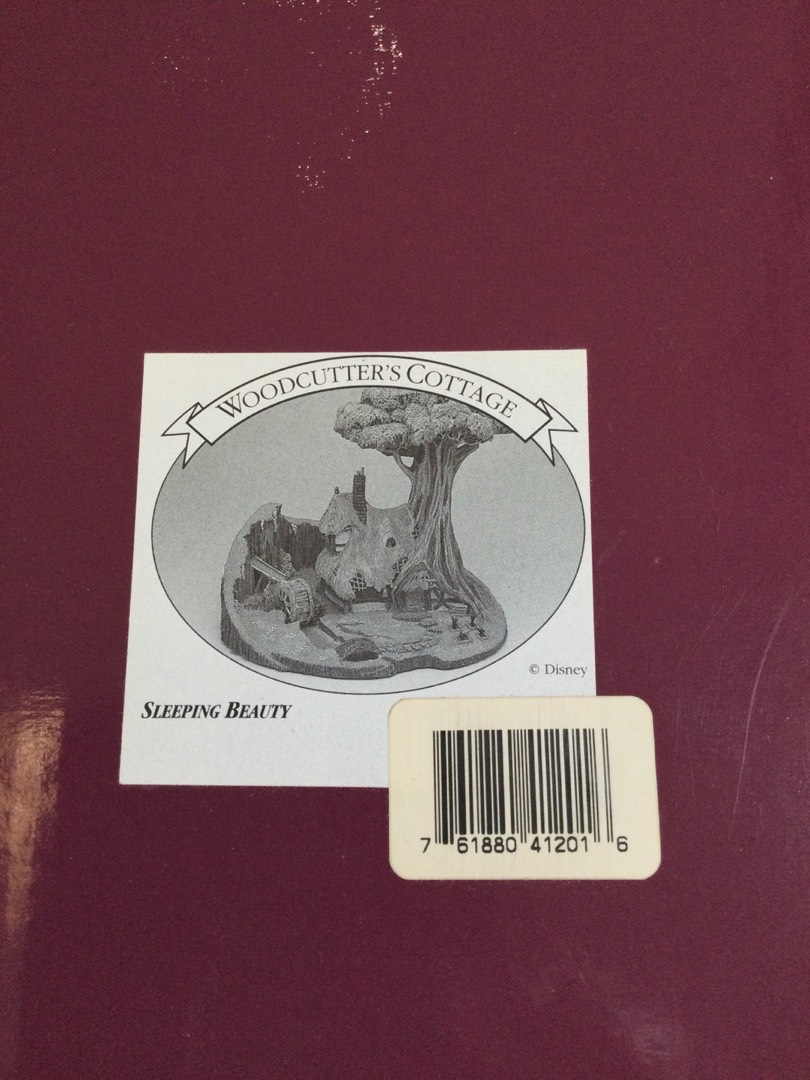 WOODCUTTER'S COTTAGE
© Disney
SLEEPING BEAUTY
7 61880 41201 6